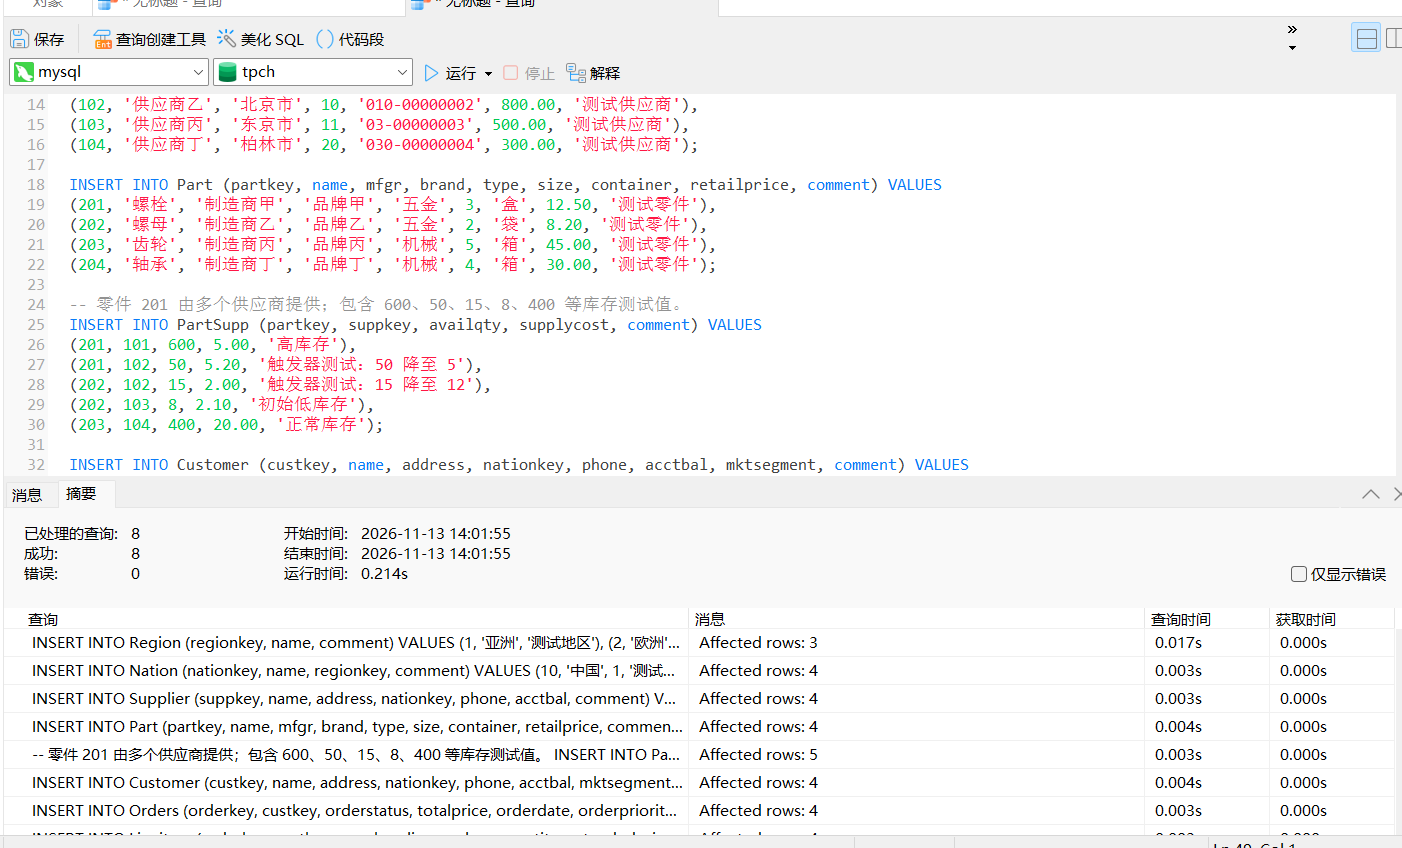 对象
* 无标题 - 查询
* 无标题 - 查询
保存 查询创建工具 美化 SQL () 代码段 »
mysql tpch 运行 停止 解释
14 (102, '供应商乙', '北京市', 10, '010-00000002', 800.00, '测试供应商'),
15 (103, '供应商丙', '东京市', 11, '03-00000003', 500.00, '测试供应商'),
16 (104, '供应商丁', '柏林市', 20, '030-00000004', 300.00, '测试供应商');
17
18 INSERT INTO Part (partkey, name, mfgr, brand, type, size, container, retailprice, comment) VALUES
19 (201, '螺栓', '制造商甲', '品牌甲', '五金', 3, '盒', 12.50, '测试零件'),
20 (202, '螺母', '制造商乙', '品牌乙', '五金', 2, '袋', 8.20, '测试零件'),
21 (203, '齿轮', '制造商丙', '品牌丙', '机械', 5, '箱', 45.00, '测试零件'),
22 (204, '轴承', '制造商丁', '品牌丁', '机械', 4, '箱', 30.00, '测试零件');
23
24 -- 零件 201 由多个供应商提供；包含 600、50、15、8、400 等库存测试值。
25 INSERT INTO PartSupp (partkey, suppkey, availqty, supplycost, comment) VALUES
26 (201, 101, 600, 5.00, '高库存'),
27 (201, 102, 50, 5.20, '触发器测试：50 降至 5'),
28 (202, 102, 15, 2.00, '触发器测试：15 降至 12'),
29 (202, 103, 8, 2.10, '初始低库存'),
30 (203, 104, 400, 20.00, '正常库存');
31
32 INSERT INTO Customer (custkey, name, address, nationkey, phone, acctbal, mktsegment, comment) VALUES
消息 摘要
已处理的查询: 8 开始时间: 2026-11-13 14:01:55
成功: 8 结束时间: 2026-11-13 14:01:55
错误: 0 运行时间: 0.214s
仅显示错误
查询 消息 查询时间 获取时间
INSERT INTO Region (regionkey, name, comment) VALUES (1, '亚洲', '测试地区'), (2, '欧洲'... Affected rows: 3 0.017s 0.000s
INSERT INTO Nation (nationkey, name, regionkey, comment) VALUES (10, '中国', 1, '测试... Affected rows: 4 0.003s 0.000s
INSERT INTO Supplier (suppkey, name, address, nationkey, phone, acctbal, comment) V... Affected rows: 4 0.003s 0.000s
INSERT INTO Part (partkey, name, mfgr, brand, type, size, container, retailprice, commen... Affected rows: 4 0.004s 0.000s
-- 零件 201 由多个供应商提供；包含 600、50、15、8、400 等库存测试值。 INSERT INTO Pa... Affected rows: 5 0.003s 0.000s
INSERT INTO Customer (custkey, name, address, nationkey, phone, acctbal, mktsegment... Affected rows: 4 0.004s 0.000s
INSERT INTO Orders (orderkey, custkey, orderstatus, totalprice, orderdate, orderpriorit... Affected rows: 4 0.003s 0.000s